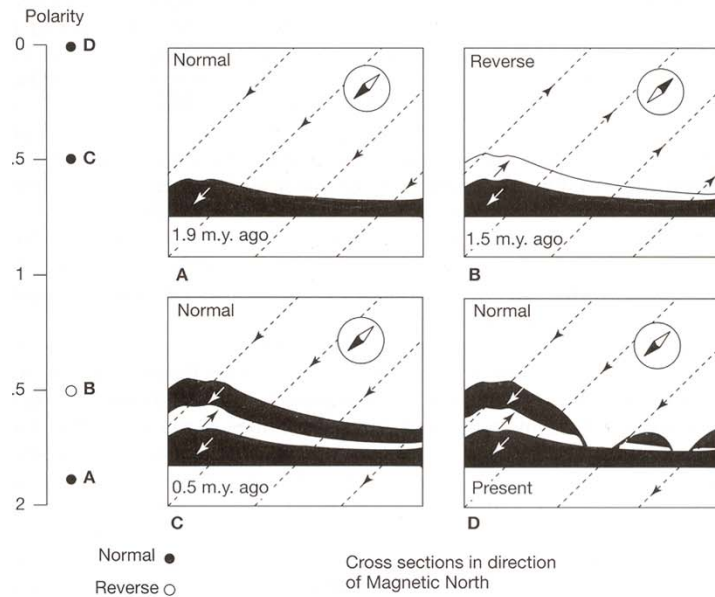 Polarity
0
D
.5
C
1
.5
B
A
2
Normal
1.9 m.y. ago
A
Reverse
1.5 m.y. ago
B
Normal
0.5 m.y. ago
C
Normal
Present
D
Normal
Reverse
Cross sections in direction
of Magnetic North